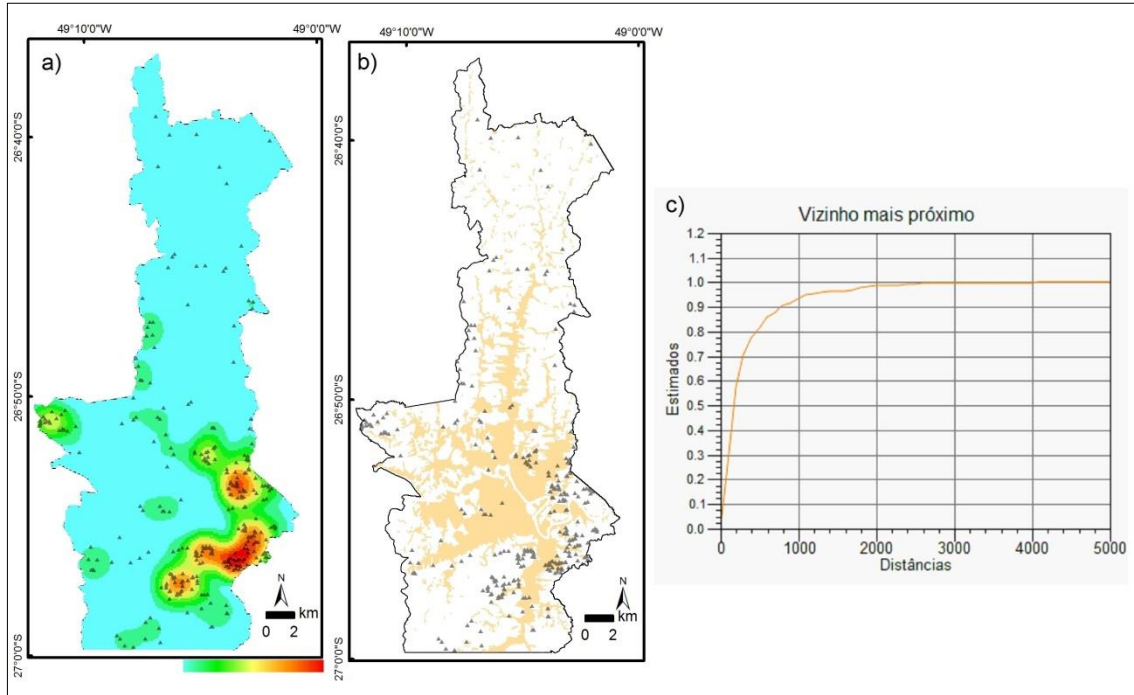 49°10'0"W
49°0'0"W
a)
26°40'0"S
26°50'0"S
27°0'0"S
N
km
0 2
49°10'0"W
49°0'0"W
b)
26°40'0"S
26°50'0"S
27°0'0"S
N
km
0 2
c)
Vizinho mais próximo
1.2
1.1
1.0
0.9
0.8
0.7
0.6
0.5
0.4
0.3
0.2
0.1
0.0
Estimados
0 1000 2000 3000 4000 5000
Distâncias